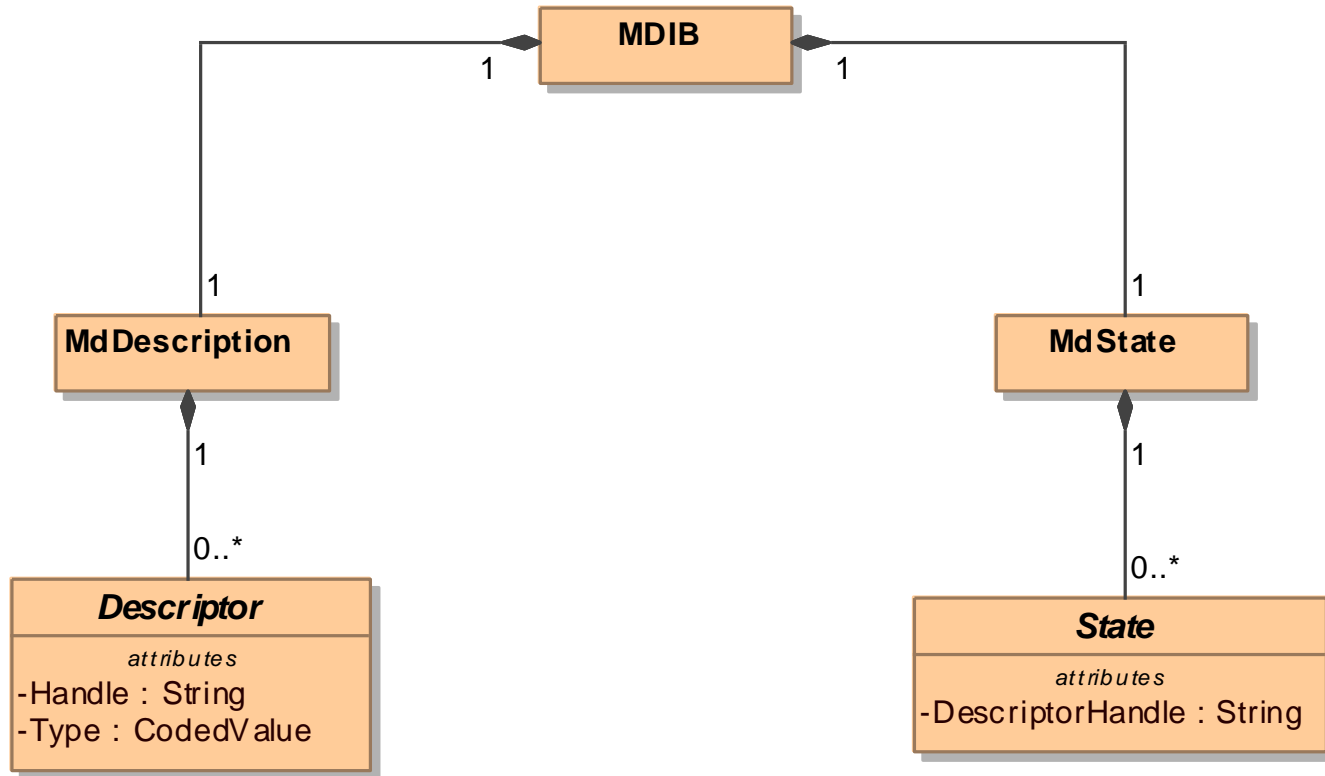 MDIB
1
1
1
1
MdDescription
MdState
1
1
0..*
0..*
Descriptor
attributes
-Handle : String
-Type : CodedValue
State
attributes
-DescriptorHandle : String